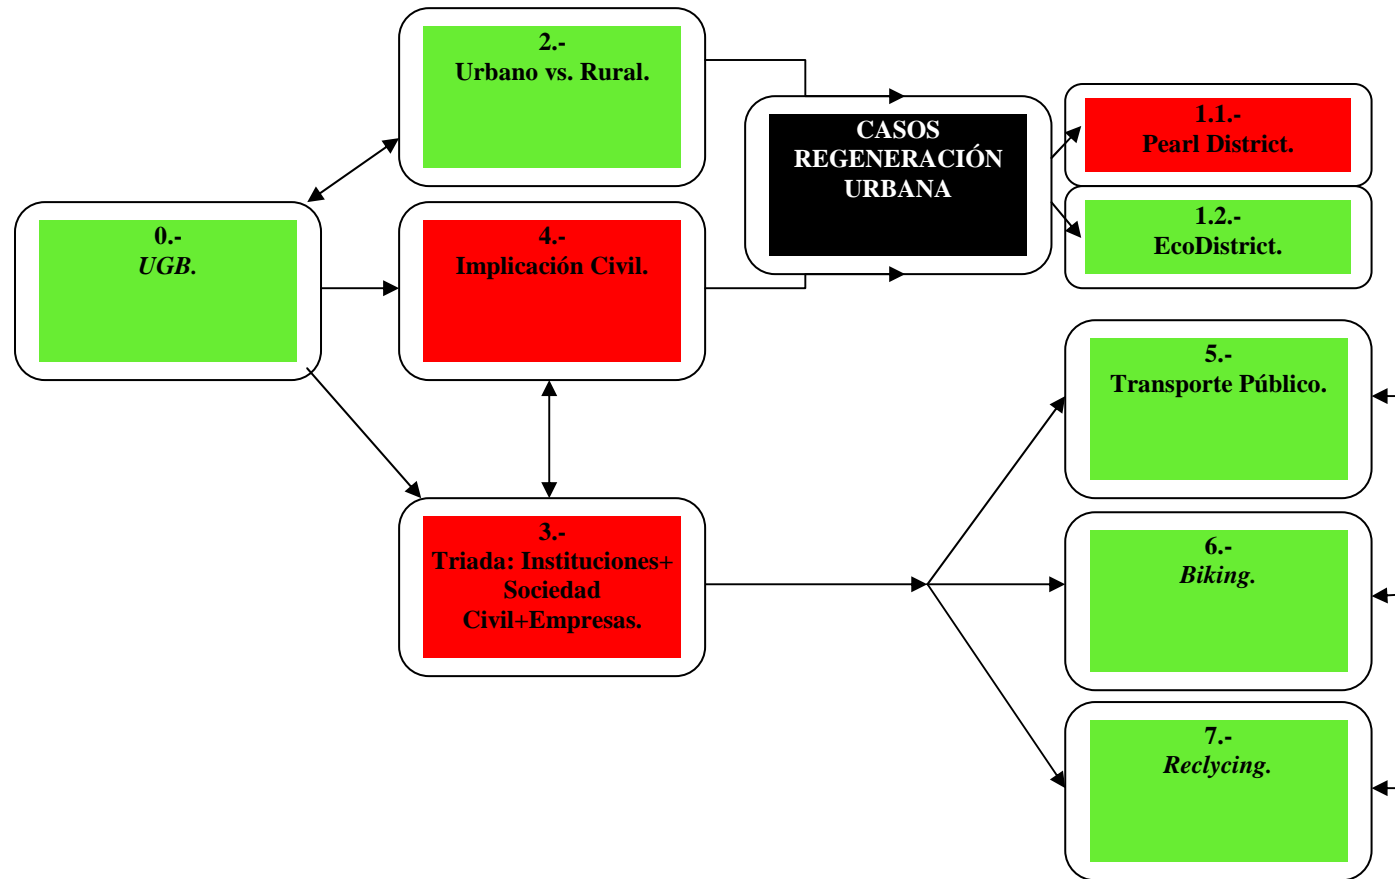 2.-
Urbano vs. Rural.
CASOS
REGENERACIÓN
URBANA
1.1.-
Pearl District.
1.2.-
EcoDistrict.
0.-
UGB.
4.-
Implicación Civil.
5.-
Transporte Público.
3.-
Triada: Instituciones+
Sociedad
Civil+Empresas.
6.-
Biking.
7.-
Reclycing.